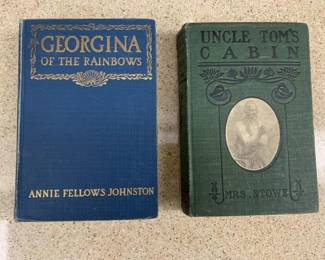 GEORGINA
OF THE RAINBOWS
ANNIE FELLOWS JOHNSTON
UNCLE TOM'S
CABIN
MRS. STOWE